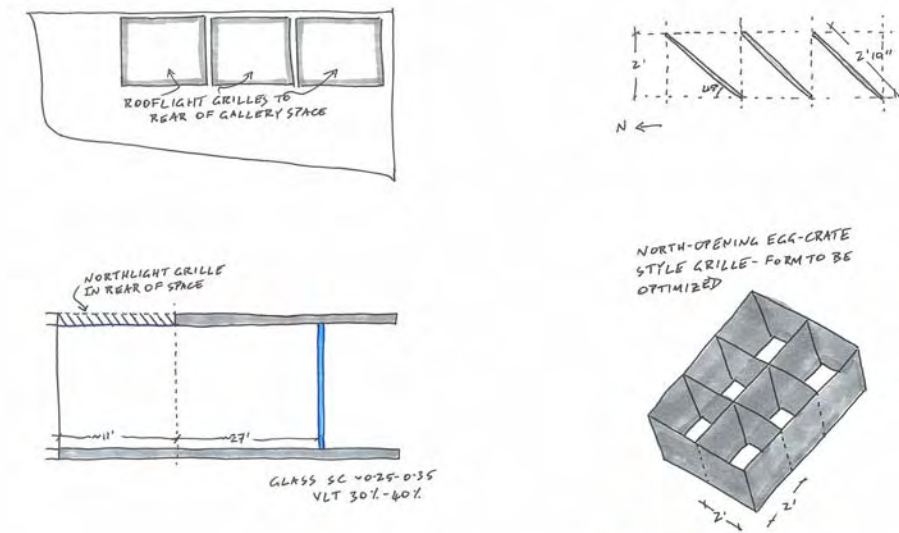 ROOFLIGHT GRILLES TO
REAR OF GALLERY SPACE
2'
45°
2'10"
N
NORTHLIGHT GRILLE
IN REAR OF SPACE
~11'
~27'
GLASS SC ~0.25-0.35
VLT 30%-40%
NORTH-OPENING EGG-CRATE
STYLE GRILLE - FORM TO BE
OPTIMIZED
2'
2'